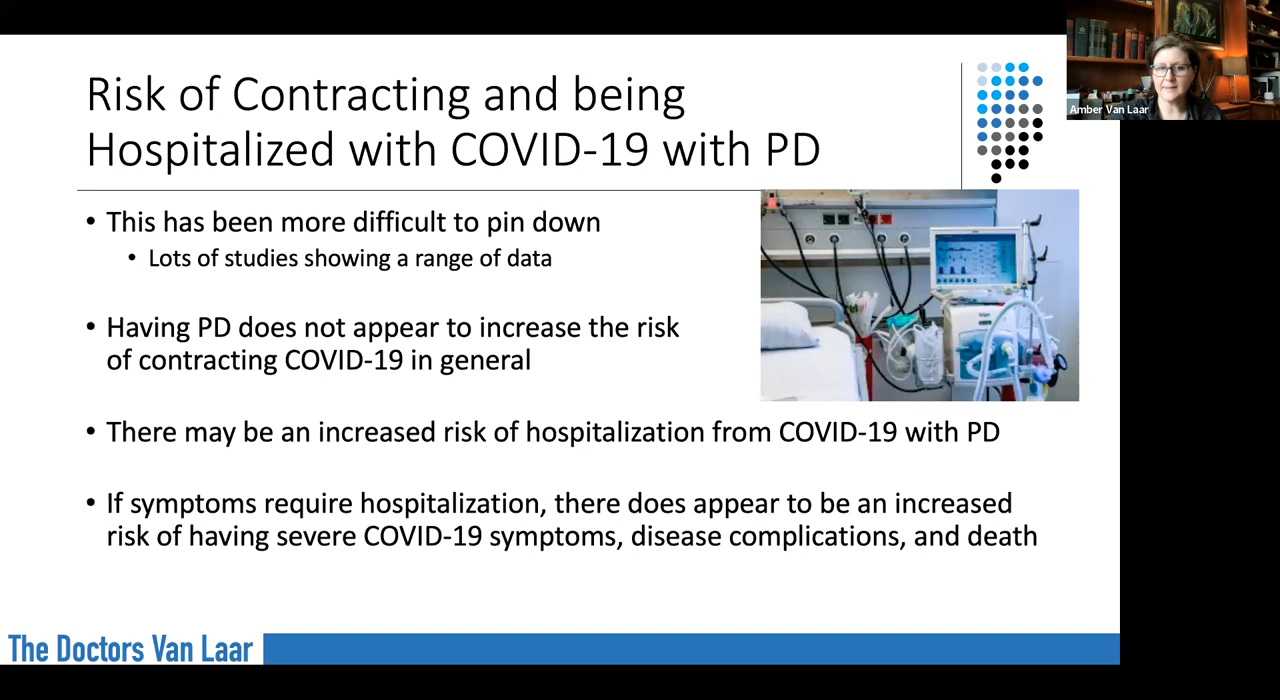 Risk of Contracting and being
Hospitalized with COVID-19 with PD
Amber Van Laar
• This has been more difficult to pin down
• Lots of studies showing a range of data
• Having PD does not appear to increase the risk
of contracting COVID-19 in general
• There may be an increased risk of hospitalization from COVID-19 with PD
• If symptoms require hospitalization, there does appear to be an increased
risk of having severe COVID-19 symptoms, disease complications, and death
The Doctors Van Laar